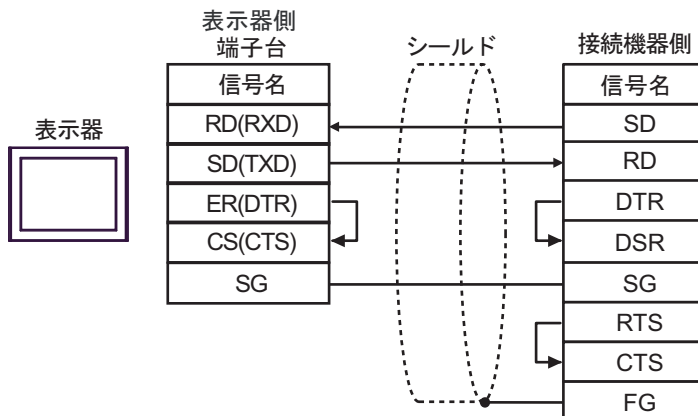 表示器側
端子台
シールド
接続機器側
信号名
信号名
表示器
RD(RXD)
SD
SD(TXD)
RD
ER(DTR)
DTR
CS(CTS)
DSR
SG
SG
RTS
CTS
FG